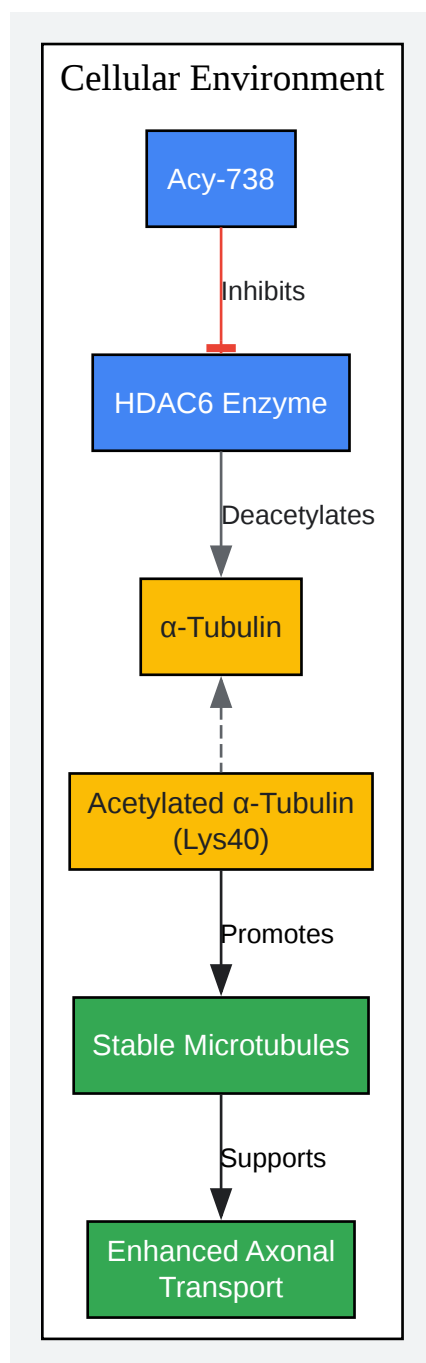 Cellular Environment
Acy-738
Inhibits
HDAC6 Enzyme
Deacetylates
α-Tubulin
Acetylated α-Tubulin
(Lys40)
Promotes
Stable Microtubules
Supports
Enhanced Axonal
Transport